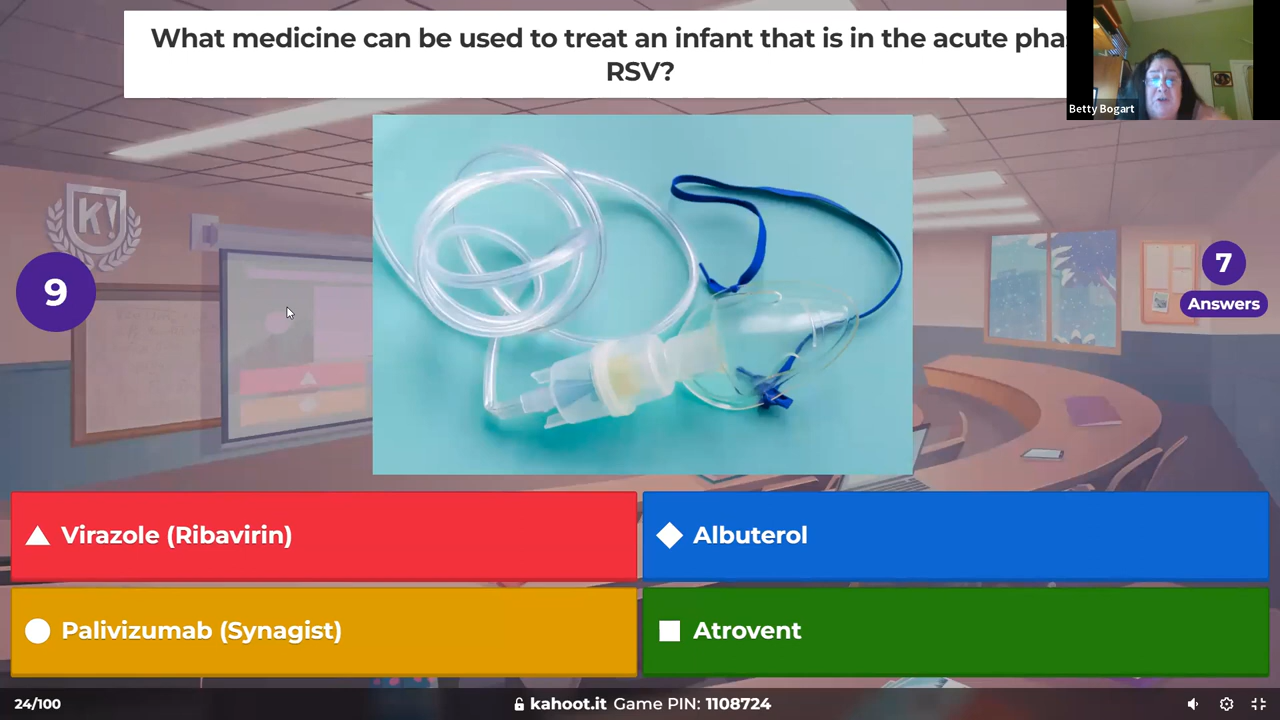 What medicine can be used to treat an infant that is in the acute
RSV?
Betty Bogart
K!
9
7
Answers
Virazole (Ribavirin)
Albuterol
Palivizumab (Synagist)
Atrovent
24/100
kahoot.it Game PIN: 1108724